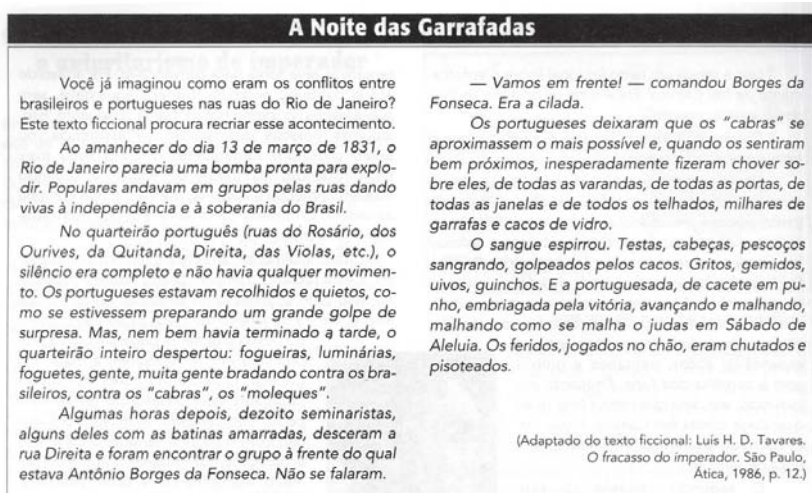 A Noite das Garrafadas
Você já imaginou como eram os conflitos entre
brasileiros e portugueses nas ruas do Rio de Janeiro?
Este texto ficcional procura recriar esse acontecimento.
Ao amanhecer do dia 13 de março de 1831, o
Rio de Janeiro parecia uma bomba pronta para explo-
dir. Populares andavam em grupos pelas ruas dando
vivas à independência e à soberania do Brasil.
No quarteirão português (ruas do Rosário, dos
Ourives, da Quitanda, Direita, das Violas, etc.), o
silêncio era completo e não havia qualquer movimen-
to. Os portugueses estavam recolhidos e quietos, co-
mo se estivessem preparando um grande golpe de
surpresa. Mas, nem bem havia terminado a tarde, o
quarteirão inteiro despertou: fogueiras, luminárias,
foguetes, gente, muita gente bradando contra os bra-
sileiros, contra os "cabras", os "moleques".
Algumas horas depois, dezoito seminaristas,
alguns deles com as batinas amarradas, desceram a
rua Direita e foram encontrar o grupo à frente do qual
estava Antônio Borges da Fonseca. Não se falaram.
— Vamos em frente! — comandou Borges da
Fonseca. Era a cilada.
Os portugueses deixaram que os "cabras" se
aproximassem o mais possível e, quando os sentiram
bem próximos, inesperadamente fizeram chover so-
bre eles, de todas as varandas, de todas as portas, de
todas as janelas e de todos os telhados, milhares de
garrafas e cacos de vidro.
O sangue espirrou. Testas, cabeças, pescoços
sangrando, golpeados pelos cacos. Gritos, gemidos,
uivos, guinchos. E a portuguesada, de cacete em pu-
nho, embriagada pela vitória, avançando e malhando,
malhando como se malha o judas em Sábado de
Aleluia. Os feridos, jogados no chão, eram chutados e
pisoteados.
(Adaptado do texto ficcional: Luís H. D. Tavares.
O fracasso do imperador. São Paulo,
Ática, 1986, p. 12.)